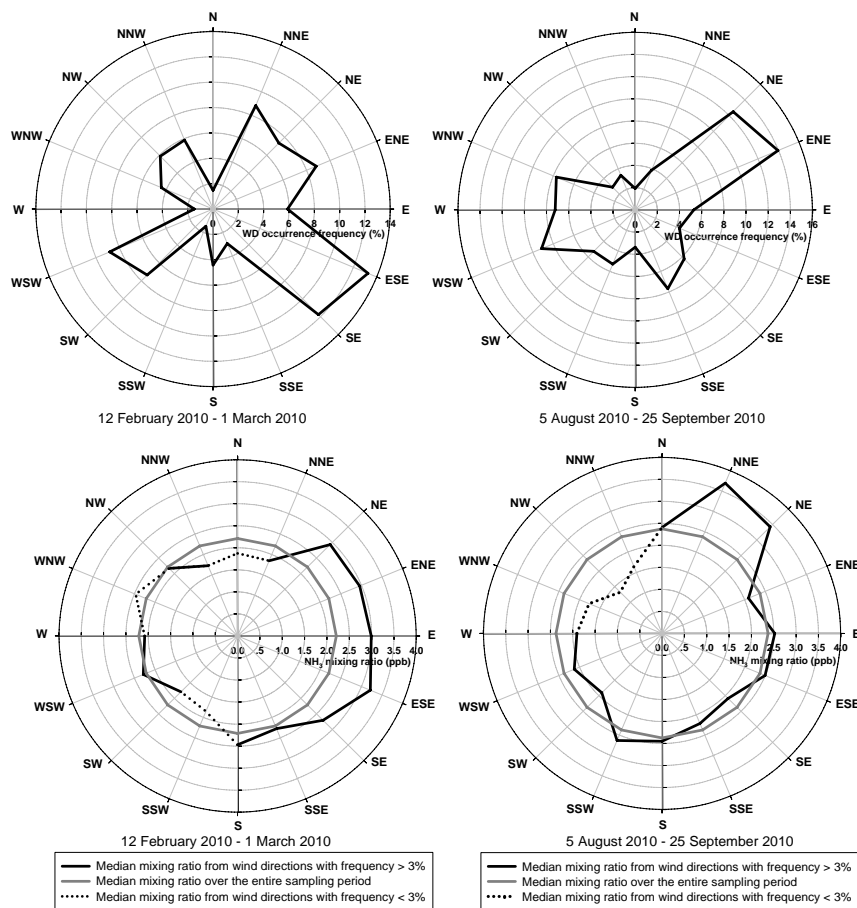 N
NNW
NNE
NW
NE
WNW
ENE
W
E
0 2 4 6 8 10 12 14
WD occurrence frequency (%)
WSW
ESE
SW
SE
SSW
SSE
S
12 February 2010 - 1 March 2010
N
NNW
NNE
NW
NE
WNW
ENE
W
E
0 2 4 6 8 10 12 14 16
WD occurrence frequency (%)
WSW
ESE
SW
SE
SSW
SSE
S
5 August 2010 - 25 September 2010
N
NNW
NNE
NW
NE
WNW
ENE
W
E
0.0 .5 1.0 1.5 2.0 2.5 3.0 3.5 4.0
NH3 mixing ratio (ppb)
WSW
ESE
SW
SE
SSW
SSE
S
12 February 2010 - 1 March 2010
Median mixing ratio from wind directions with frequency > 3%
Median mixing ratio over the entire sampling period
Median mixing ratio from wind directions with frequency < 3%
N
NNW
NNE
NW
NE
WNW
ENE
W
E
0.0 .5 1.0 1.5 2.0 2.5 3.0 3.5 4.0
NH3 mixing ratio (ppb)
WSW
ESE
SW
SE
SSW
SSE
S
5 August 2010 - 25 September 2010
Median mixing ratio from wind directions with frequency > 3%
Median mixing ratio over the entire sampling period
Median mixing ratio from wind directions with frequency < 3%